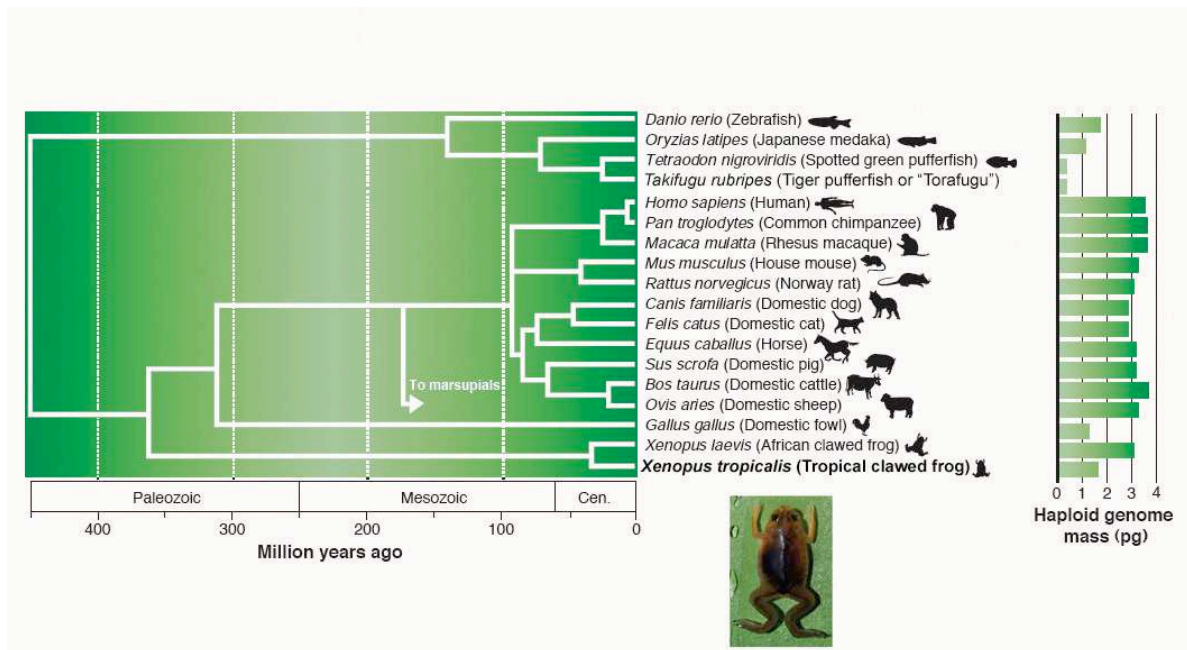 Danio rerio (Zebrafish)
Oryzias latipes (Japanese medaka)
Tetraodon nigroviridis (Spotted green pufferfish)
Takifugu rubripes (Tiger pufferfish or “Torafugu”)
Homo sapiens (Human)
Pan troglodytes (Common chimpanzee)
Macaca mulatta (Rhesus macaque)
Mus musculus (House mouse)
Rattus norvegicus (Norway rat)
Canis familiaris (Domestic dog)
Felis catus (Domestic cat)
Equus caballus (Horse)
Sus scrofa (Domestic pig)
Bos taurus (Domestic cattle)
Ovis aries (Domestic sheep)
Gallus gallus (Domestic fowl)
Xenopus laevis (African clawed frog)
Xenopus tropicalis (Tropical clawed frog)
To marsupials
Paleozoic Mesozoic Cen.
400 300 200 100 0
Million years ago
0 1 2 3 4
Haploid genome
mass (pg)